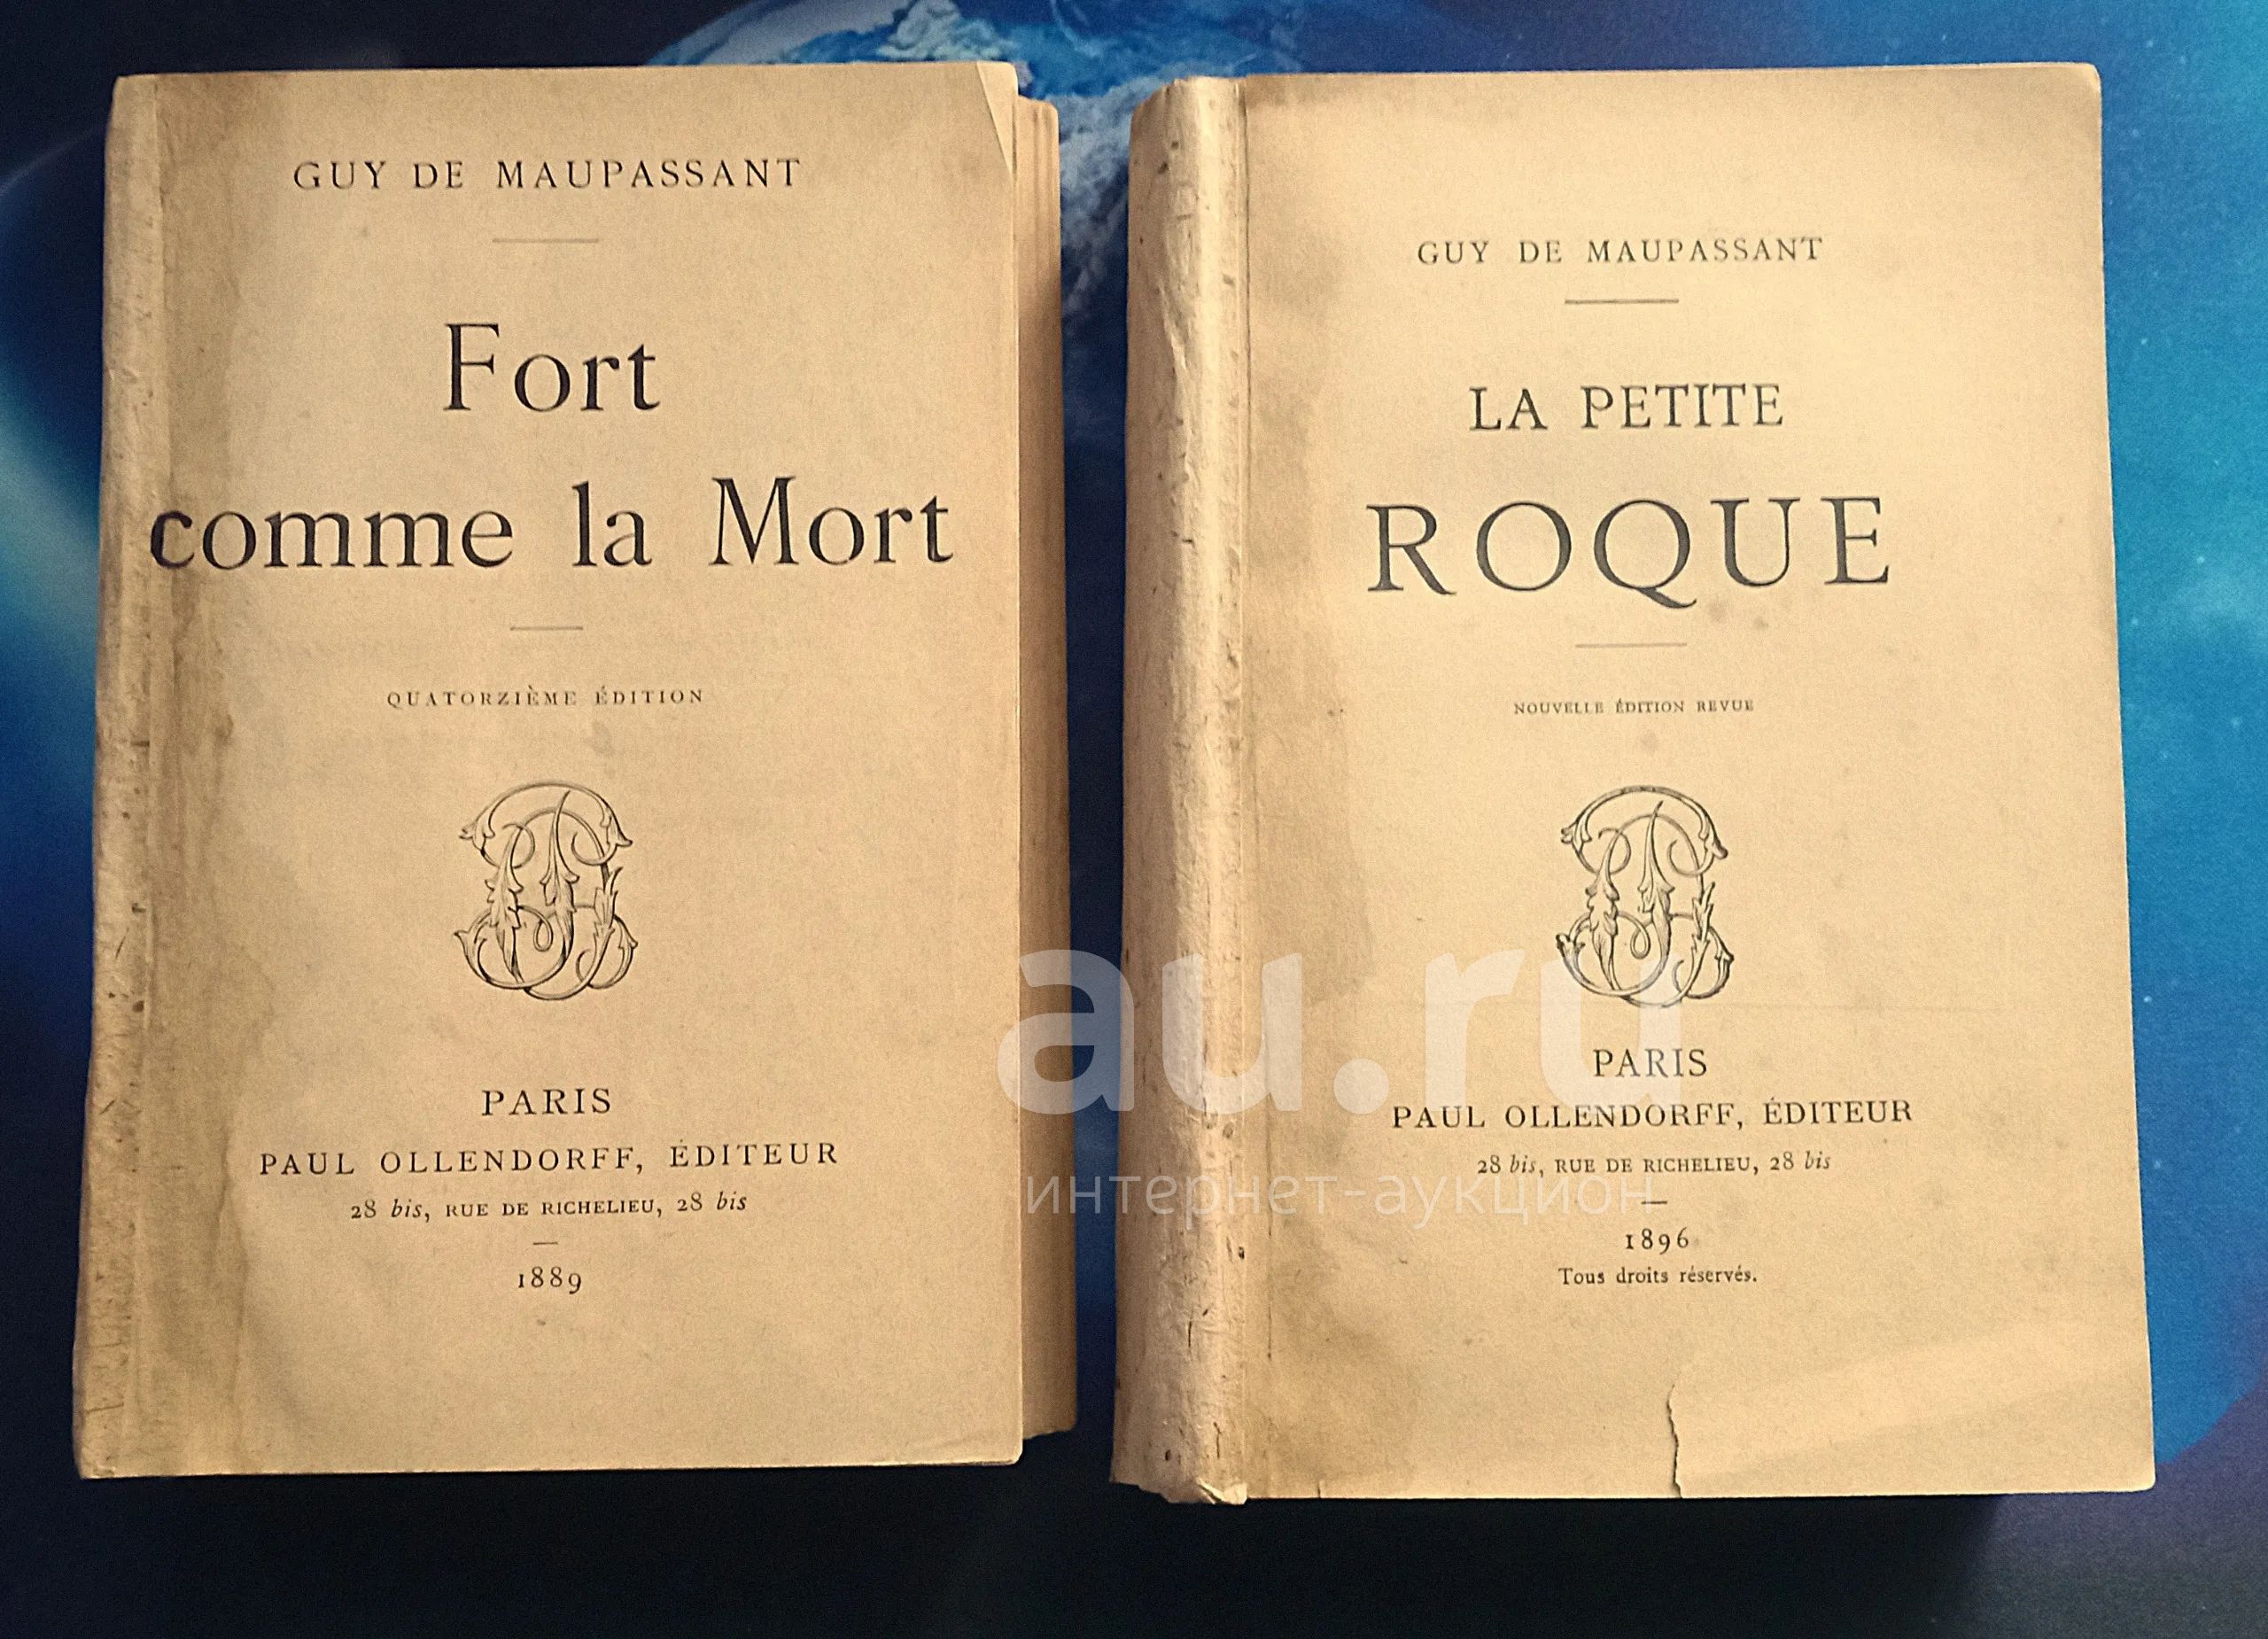 GUY DE MAUPASSANT
Fort
comme la Mort
QUATORZIÈME ÉDITION
PARIS
PAUL OLLENDORFF, ÉDITEUR
28 bis, RUE DE RICHELIEU, 28 bis
1889
GUY DE MAUPASSANT
LA PETITE
ROQUE
NOUVELLE ÉDITION REVUE
PARIS
PAUL OLLENDORFF, ÉDITEUR
28 bis, RUE DE RICHELIEU, 28 bis
1896
Tous droits réservés.
au.ru
интернет-аукцион